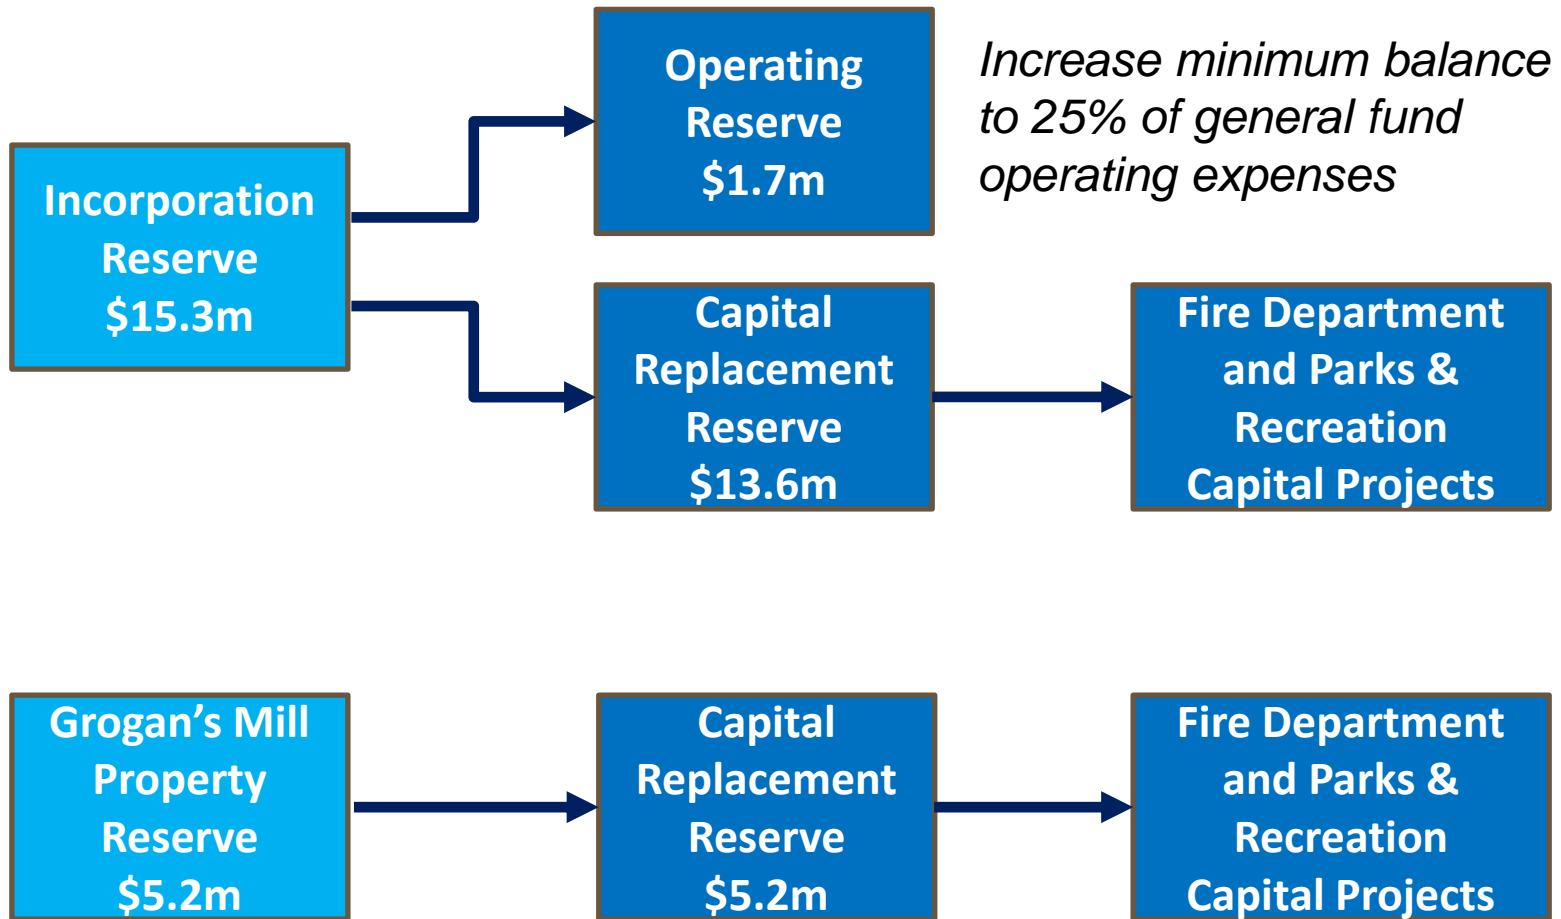 Incorporation
Reserve
$15.3m
Operating
Reserve
$1.7m
Increase minimum balance
to 25% of general fund
operating expenses
Capital
Replacement
Reserve
$13.6m
Fire Department
and Parks &
Recreation
Capital Projects
Grogan’s Mill
Property
Reserve
$5.2m
Capital
Replacement
Reserve
$5.2m
Fire Department
and Parks &
Recreation
Capital Projects